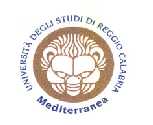 UNIVERSITÀ DEGLI STUDI DI REGGIO CALABRIA
Mediterranea